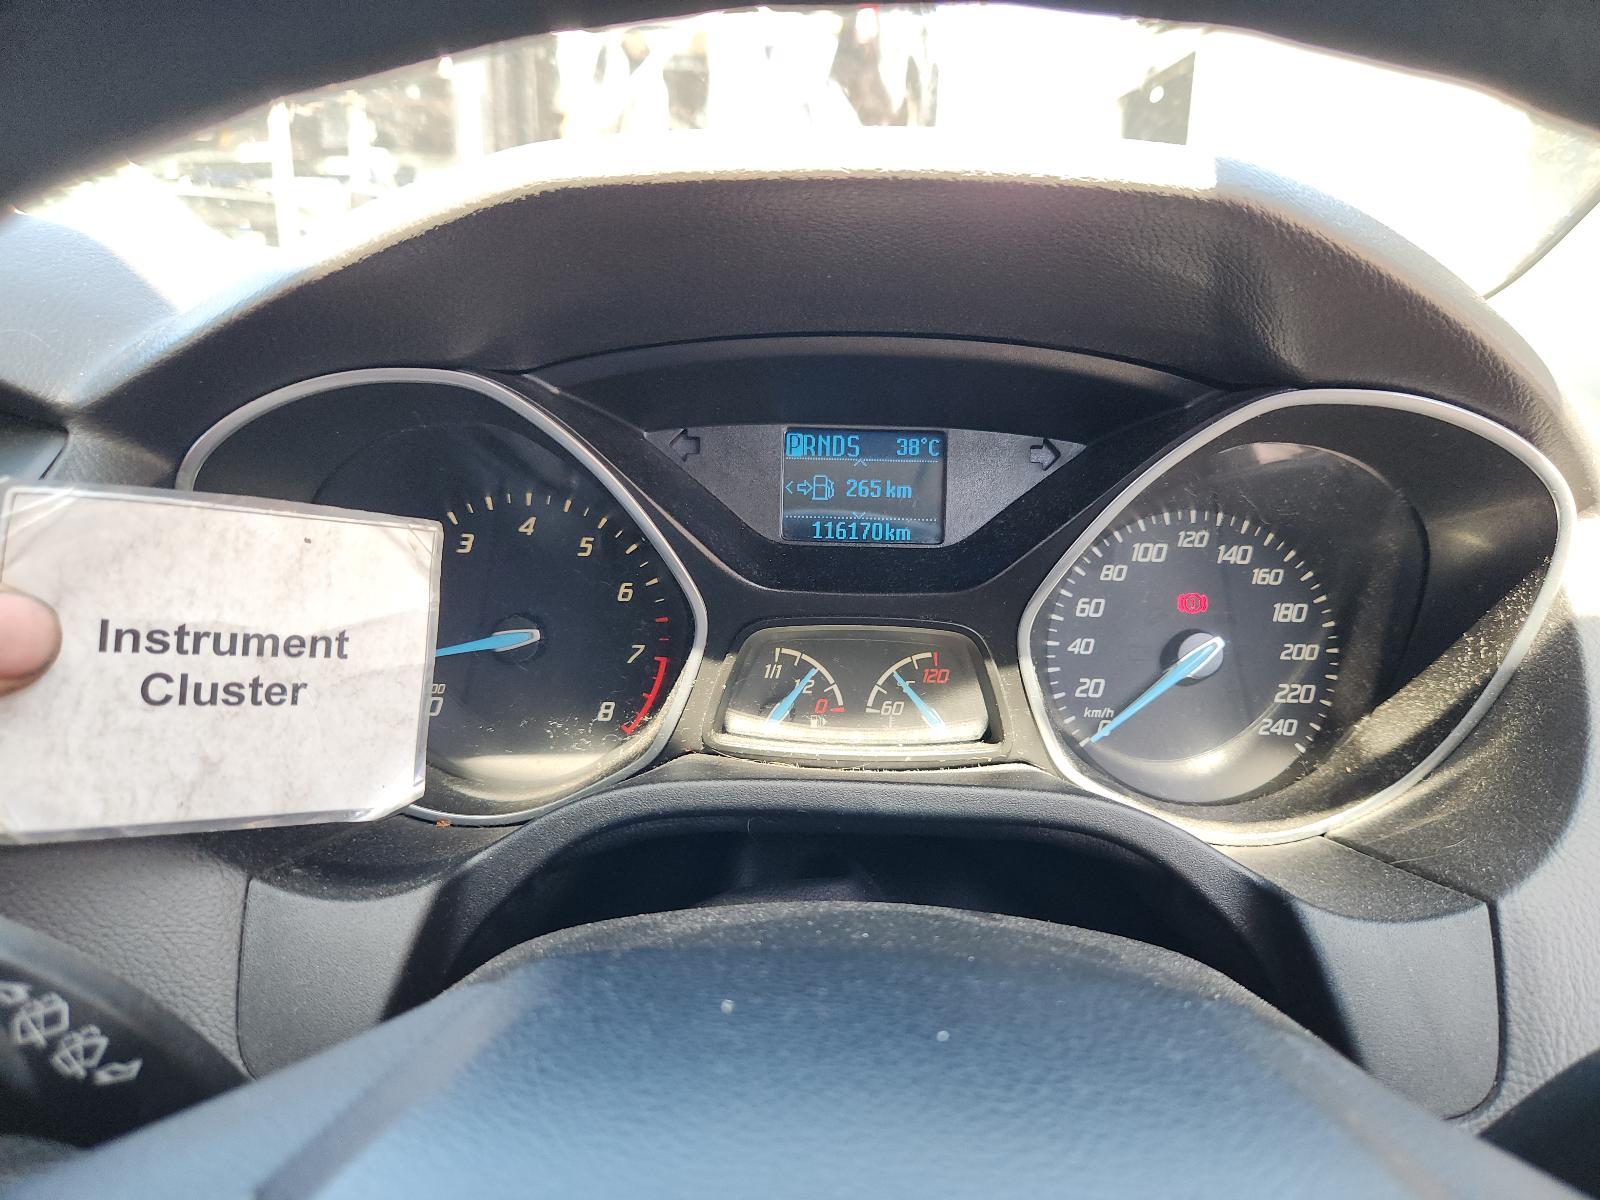 PRNDS 38°C
265 km
116170km
Instrument
Cluster
3 4 5 6 7 8
1/1 1/2 0
60 120
0 20 40 60 80 100 120 140 160 180 200 220 240
km/h